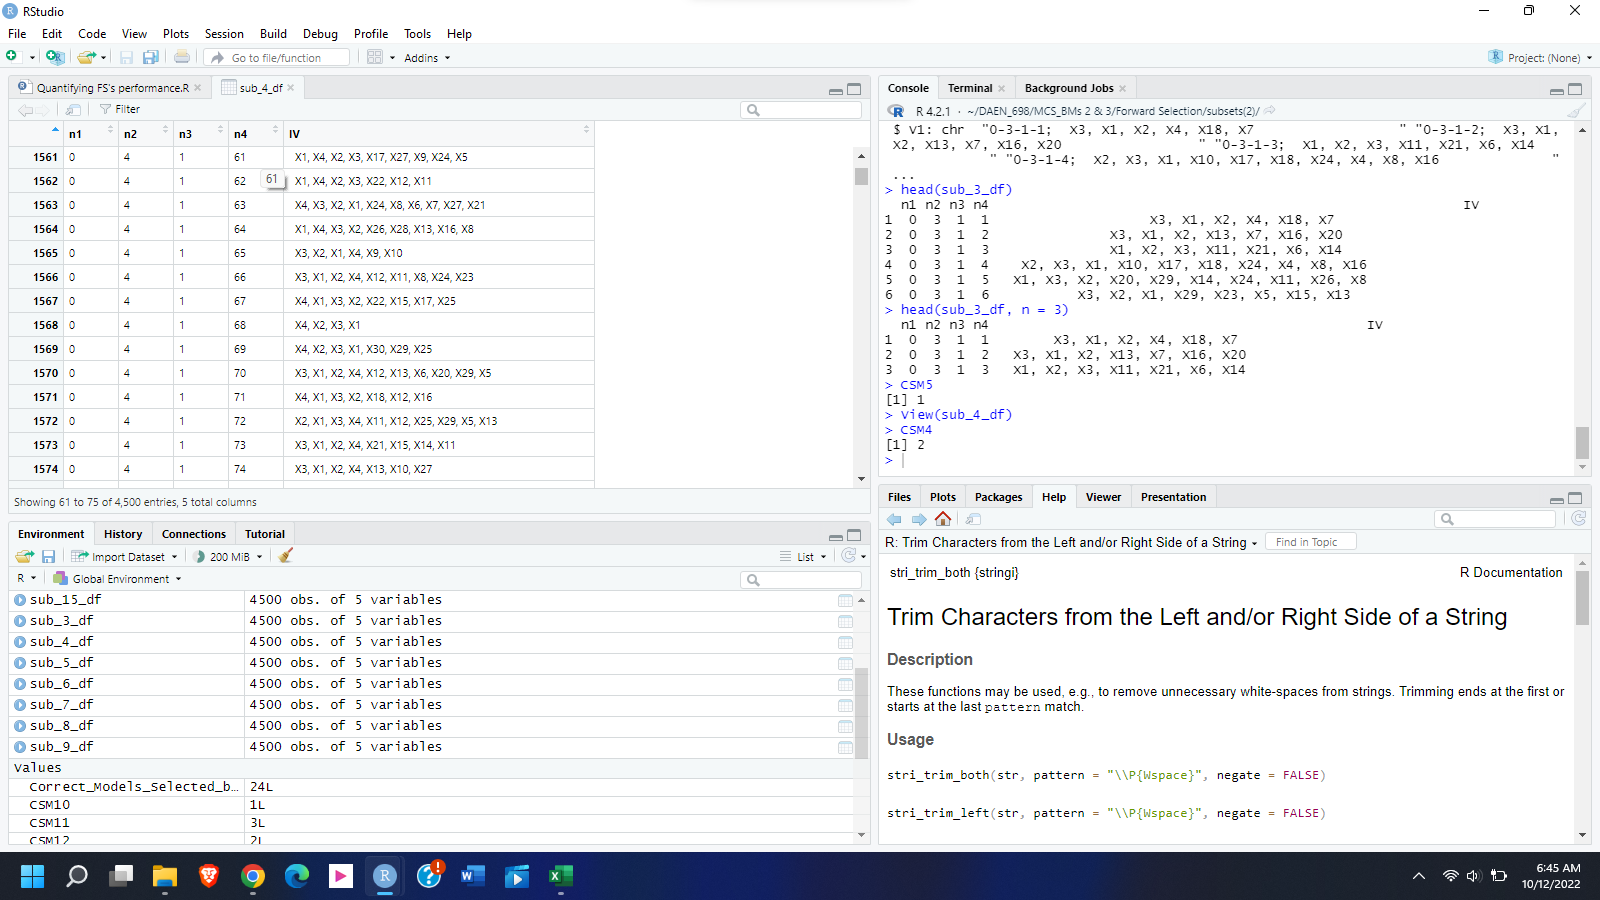 RStudio
File Edit Code View Plots Session Build Debug Profile Tools Help
Go to file/function Addins Project: (None)
Quantifying FS's performance.R sub_4_df
Filter
n1 n2 n3 n4 IV
1561 0 4 1 61 X1, X4, X2, X3, X17, X27, X9, X24, X5
1562 0 4 1 62 X1, X4, X2, X3, X22, X12, X11
61
1563 0 4 1 63 X4, X3, X2, X1, X24, X8, X6, X7, X27, X21
1564 0 4 1 64 X1, X4, X3, X2, X26, X28, X13, X16, X8
1565 0 4 1 65 X3, X2, X1, X4, X9, X10
1566 0 4 1 66 X3, X1, X2, X4, X12, X11, X8, X24, X23
1567 0 4 1 67 X4, X1, X3, X2, X22, X15, X17, X25
1568 0 4 1 68 X4, X2, X3, X1
1569 0 4 1 69 X4, X2, X3, X1, X30, X29, X25
1570 0 4 1 70 X3, X1, X2, X4, X12, X13, X6, X20, X29, X5
1571 0 4 1 71 X4, X1, X3, X2, X18, X12, X16
1572 0 4 1 72 X2, X1, X3, X4, X11, X12, X25, X29, X5, X13
1573 0 4 1 73 X3, X1, X2, X4, X21, X15, X14, X11
1574 0 4 1 74 X3, X1, X2, X4, X13, X10, X27
Showing 61 to 75 of 4,500 entries, 5 total columns
Environment History Connections Tutorial
Import Dataset 200 MiB List
R Global Environment
sub_15_df 4500 obs. of 5 variables
sub_3_df 4500 obs. of 5 variables
sub_4_df 4500 obs. of 5 variables
sub_5_df 4500 obs. of 5 variables
sub_6_df 4500 obs. of 5 variables
sub_7_df 4500 obs. of 5 variables
sub_8_df 4500 obs. of 5 variables
sub_9_df 4500 obs. of 5 variables
Values
Correct_Models_Selected_b… 24L
CSM10 1L
CSM11 3L
CSM12 2L
Console Terminal Background Jobs
R 4.2.1 · ~/DAEN_698/MCS_BMs 2 & 3/Forward Selection/subsets(2)/
$ V1: chr "0-3-1-1; X3, X1, X2, X4, X18, X7 " "0-3-1-2; X3, X1,
X2, X13, X7, X16, X20 " "0-3-1-3; X1, X2, X3, X11, X21, X6, X14
" "0-3-1-4; X2, X3, X1, X10, X17, X18, X24, X4, X8, X16 "
...
> head(sub_3_df)
n1 n2 n3 n4 IV
1 0 3 1 1 X3, X1, X2, X4, X18, X7
2 0 3 1 2 X3, X1, X2, X13, X7, X16, X20
3 0 3 1 3 X1, X2, X3, X11, X21, X6, X14
4 0 3 1 4 X2, X3, X1, X10, X17, X18, X24, X4, X8, X16
5 0 3 1 5 X1, X3, X2, X20, X29, X14, X24, X11, X26, X8
6 0 3 1 6 X3, X2, X1, X29, X23, X5, X15, X13
> head(sub_3_df, n = 3)
n1 n2 n3 n4 IV
1 0 3 1 1 X3, X1, X2, X4, X18, X7
2 0 3 1 2 X3, X1, X2, X13, X7, X16, X20
3 0 3 1 3 X1, X2, X3, X11, X21, X6, X14
> CSM5
[1] 1
> View(sub_4_df)
> CSM4
[1] 2
>
Files Plots Packages Help Viewer Presentation
R: Trim Characters from the Left and/or Right Side of a String Find in Topic
stri_trim_both {stringi} R Documentation
Trim Characters from the Left and/or Right Side of a String
Description
These functions may be used, e.g., to remove unnecessary white-spaces from strings. Trimming ends at the first or
starts at the last pattern match.
Usage
stri_trim_both(str, pattern = "\\P{Wspace}", negate = FALSE)
stri_trim_left(str, pattern = "\\P{Wspace}", negate = FALSE)
6:45 AM
10/12/2022